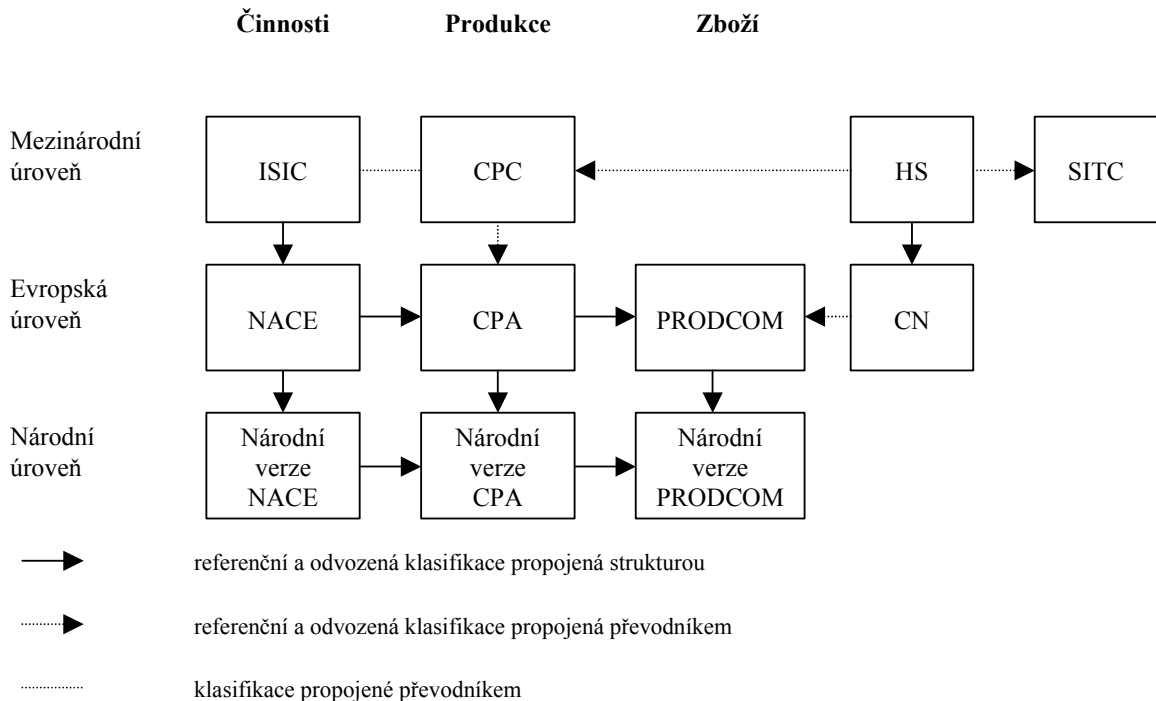 Činnosti Produkce Zboží
Mezinárodní
úroveň
ISIC CPC HS SITC
Evropská
úroveň
NACE CPA PRODCOM CN
Národní
úroveň
Národní
verze
NACE
Národní
verze
CPA
Národní
verze
PRODCOM
referenční a odvozená klasifikace propojená strukturou
referenční a odvozená klasifikace propojená převodníkem
klasifikace propojené převodníkem